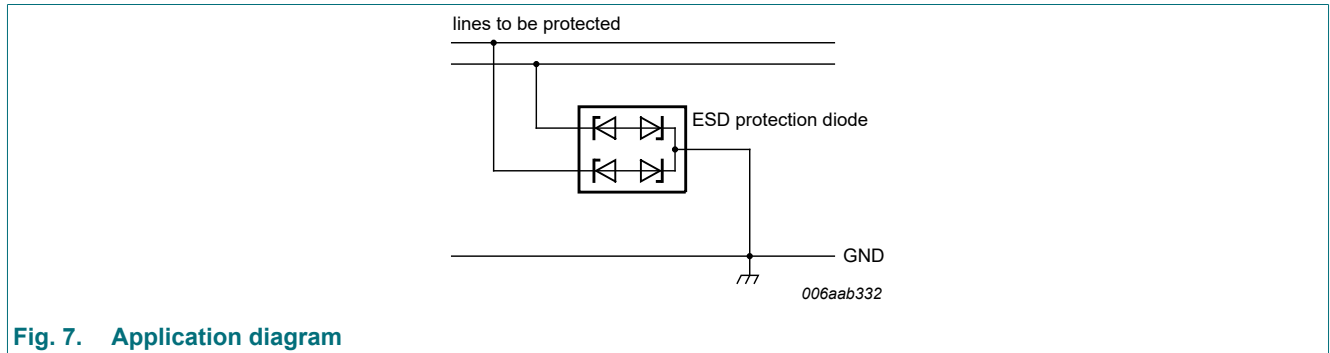 lines to be protected
ESD protection diode
GND
006aab332
Fig. 7. Application diagram